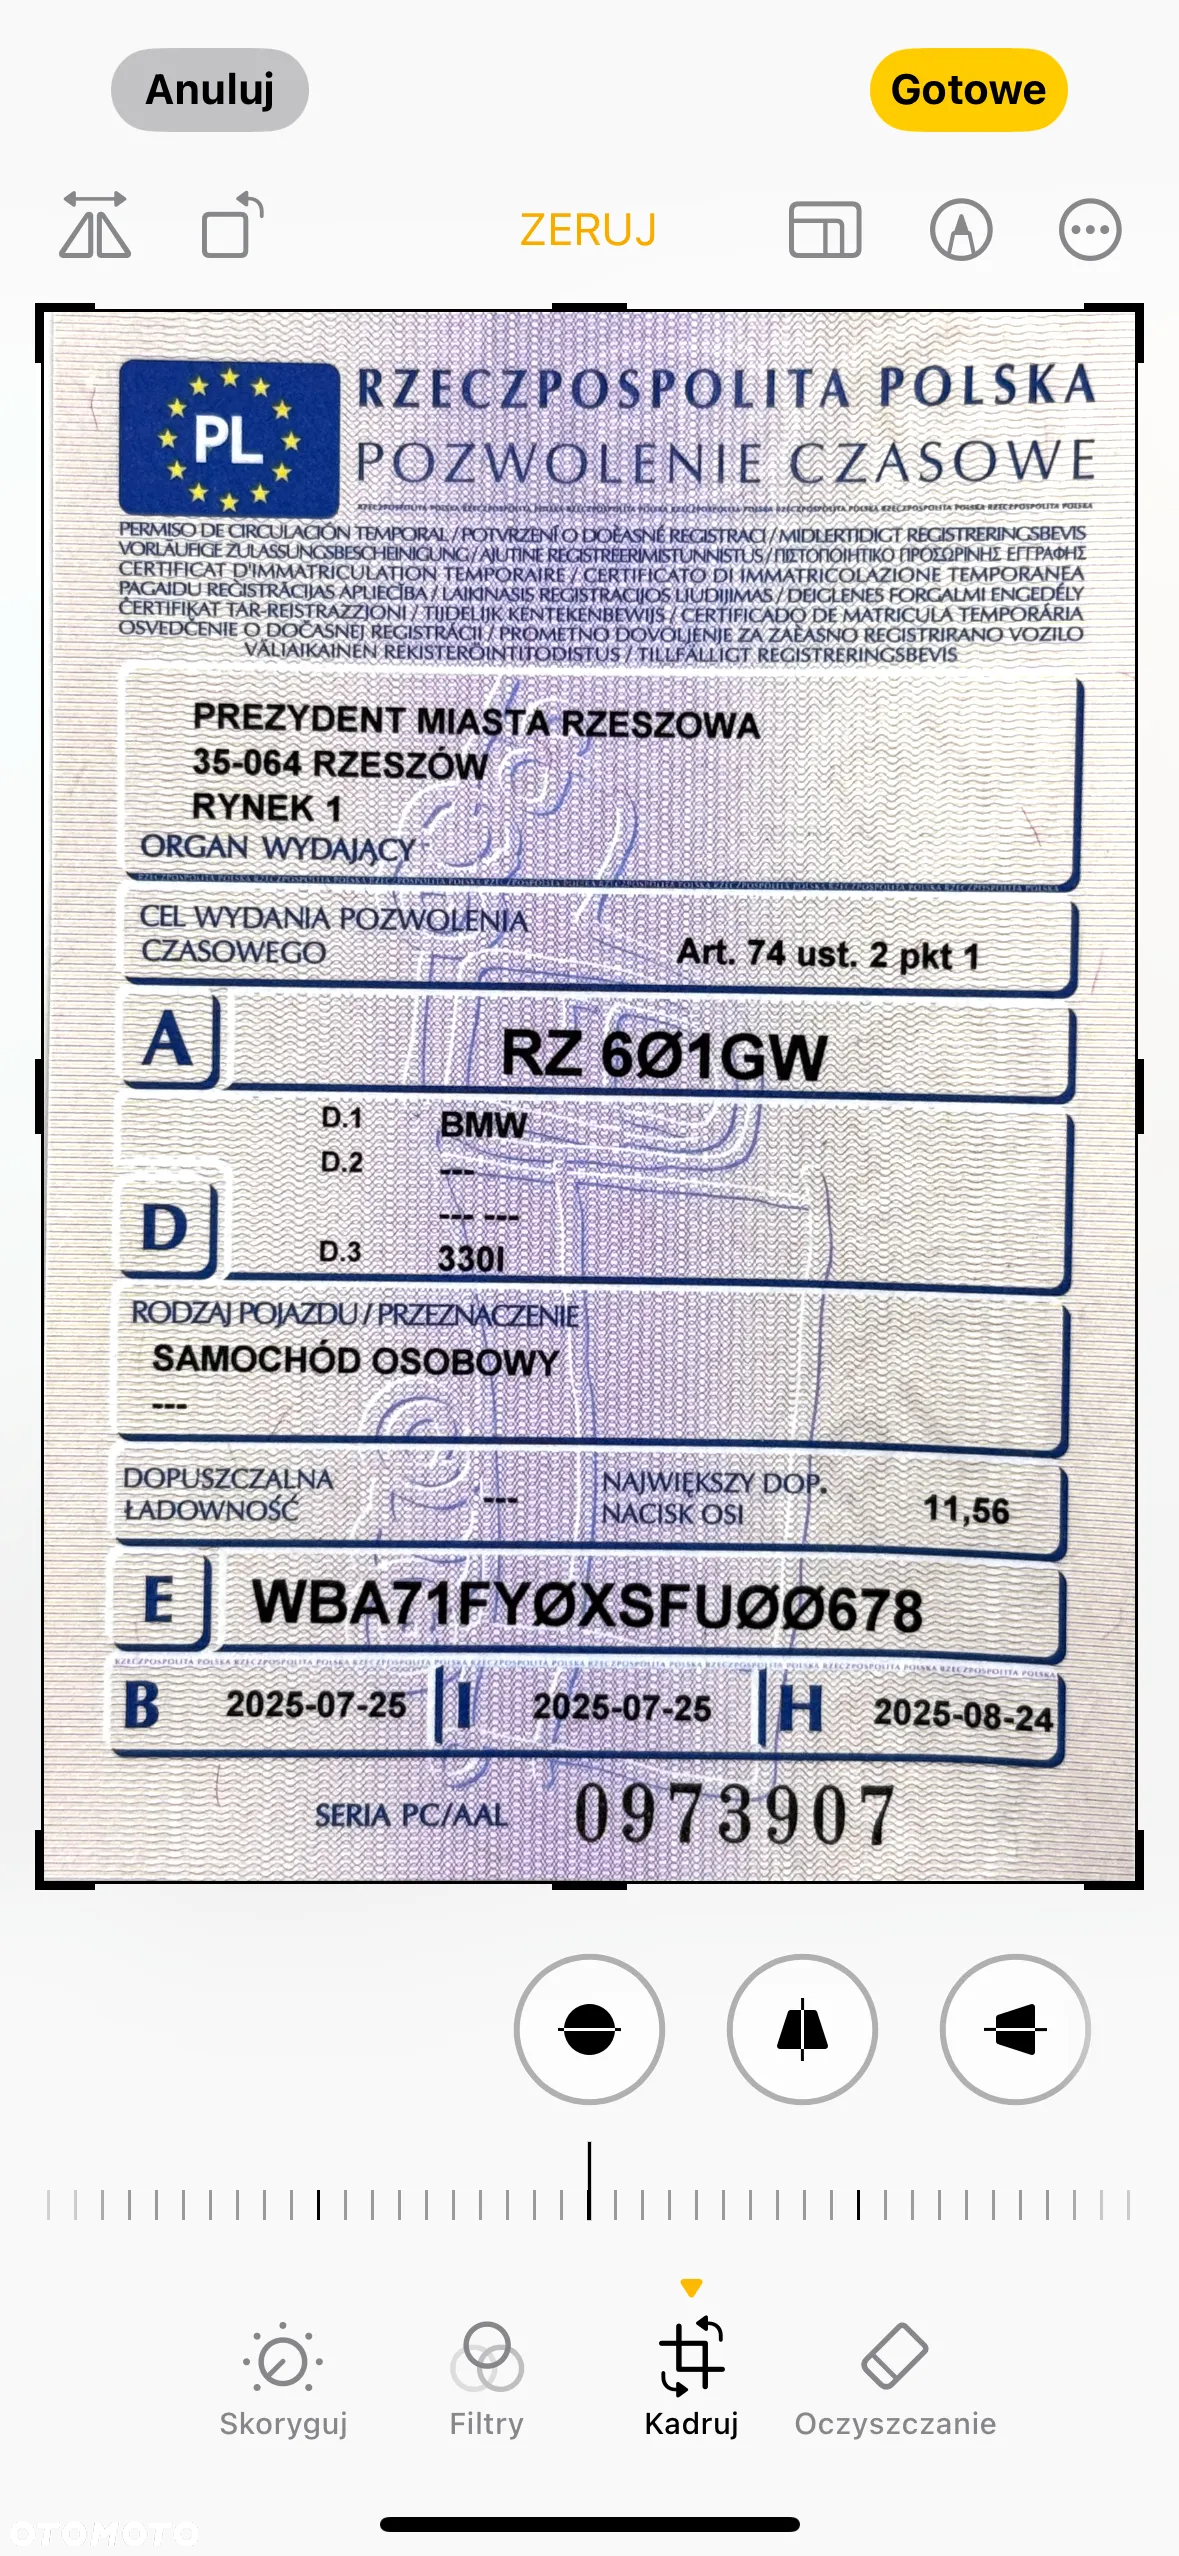 Anuluj
Gotowe
ZERUJ
PL
RZECZPOSPOLITA POLSKA
POZWOLENIE CZASOWE
PERMISO DE CIRCULACIÓN TEMPORAL / POTVRZENÍ O DOĚASNÉ REGISTRACI / MIDLERTIDIGT REGISTRERINGSBEVIS
VORLÄUFIGE ZULASSUNGSBESCHEINIGUNG / AJUTINE REGISTREERIMISTUNNISTUS / ΠΙΣΤΟΠΟΙΗΤΙΚΟ ΠΡΟΣΩΡΙΝΗΣ ΕΓΓΡΑΦΗΣ
CERTIFICAT D'IMMATRICULATION TEMPORAIRE / CERTIFICATO DI IMMATRICOLAZIONE TEMPORANEA
PAGAIDU REĢISTRĀCIJAS APLIECĪBA / LAIKINASIS REGISTRACIJOS LIUDIJIMAS / DEIGLENES FORGALMI ENGEDÉLY
ĊERTIFIKAT TAR-REISTRAZZJONI / TIJDELIJK KENTEKENBEWIJS / CERTIFICADO DE MATRICULA TEMPORÁRIA
OSVEDČENIE O DOČASNEJ REGISTRÁCII / PROMETNO DOVOLJENJE ZA ZAEASNO REGISTRIRANO VOZILO
VÄLIAIKAINEN REKISTERÖINTITODISTUS / TILLFÄLLIGT REGISTRERINGSBEVIS
PREZYDENT MIASTA RZESZOWA
35-064 RZESZÓW
RYNEK 1
ORGAN WYDAJĄCY
CEL WYDANIA POZWOLENIA
CZASOWEGO
Art. 74 ust. 2 pkt 1
A RZ 6Ø1GW
D.1 BMW
D.2 ---
--- ---
D
D.3 330I
RODZAJ POJAZDU / PRZEZNACZENIE
SAMOCHÓD OSOBOWY
---
DOPUSZCZALNA
ŁADOWNOŚĆ
---
NAJWIĘKSZY DOP.
NACISK OSI
11,56
E WBA71FYØXSFUØØ678
B 2025-07-25 I 2025-07-25 H 2025-08-24
SERIA PC/AAL 0973907
Skoryguj
Filtry
Kadruj
Oczyszczanie
OTOMOTO